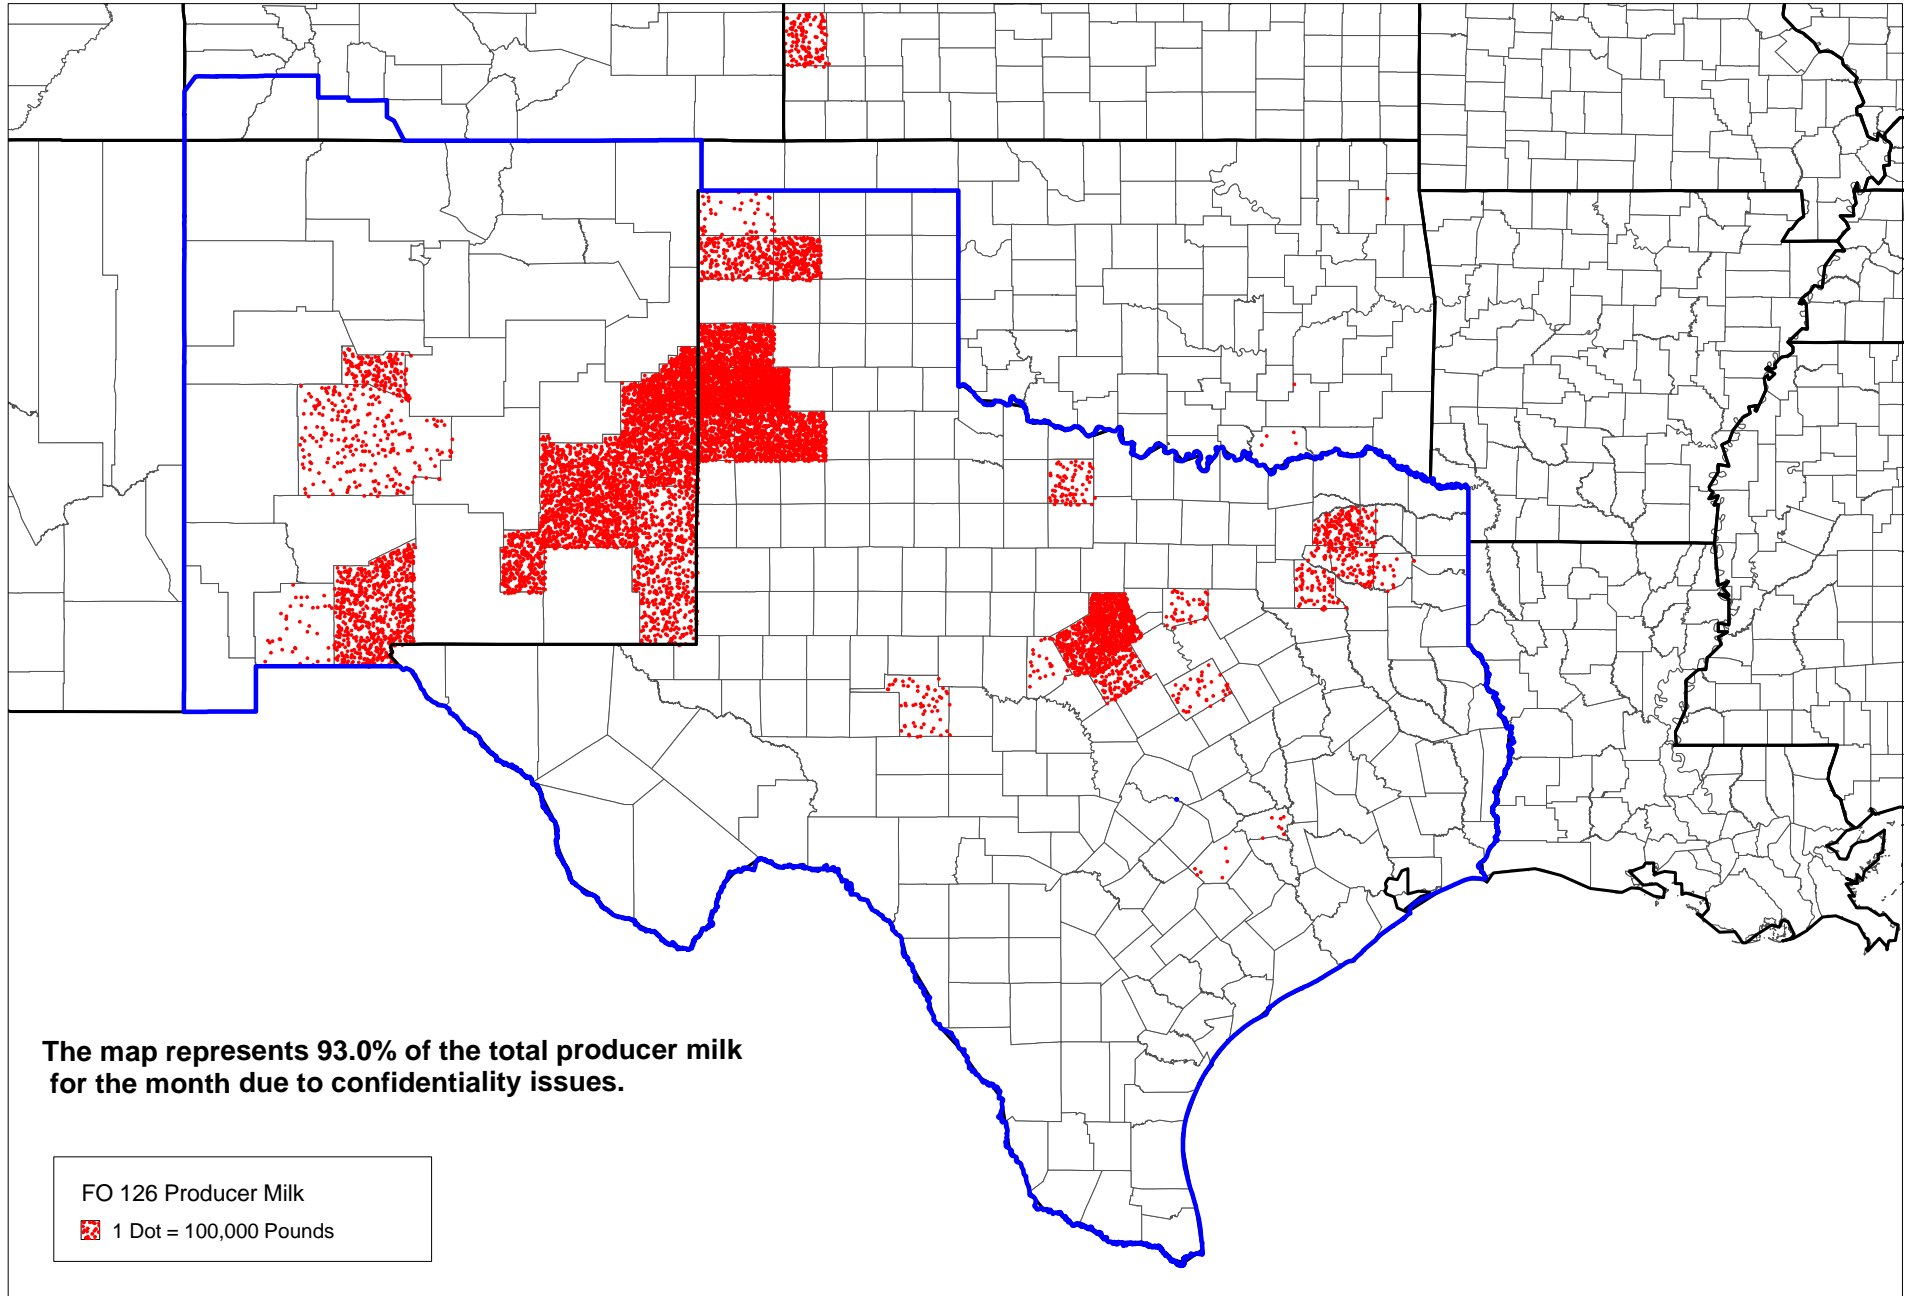 The map represents 93.0% of the total producer milk
for the month due to confidentiality issues.
FO 126 Producer Milk
1 Dot = 100,000 Pounds